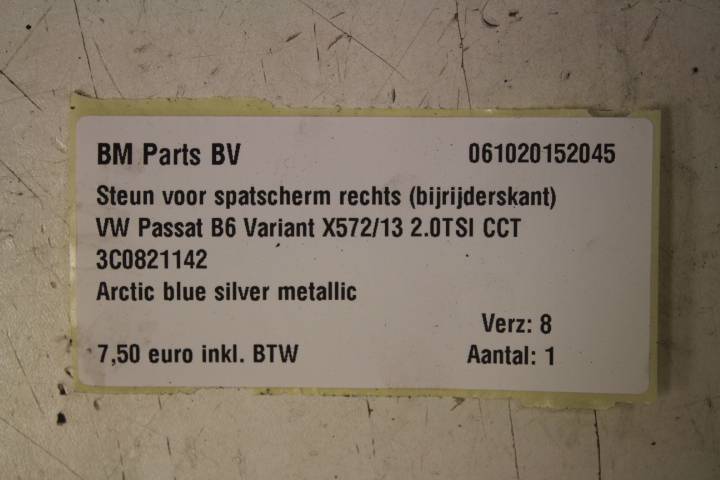 BM Parts BV 061020152045
Steun voor spatscherm rechts (bijrijderskant)
VW Passat B6 Variant X572/13 2.0TSI CCT
3C0821142
Arctic blue silver metallic
Verz: 8
7,50 euro inkl. BTW Aantal: 1